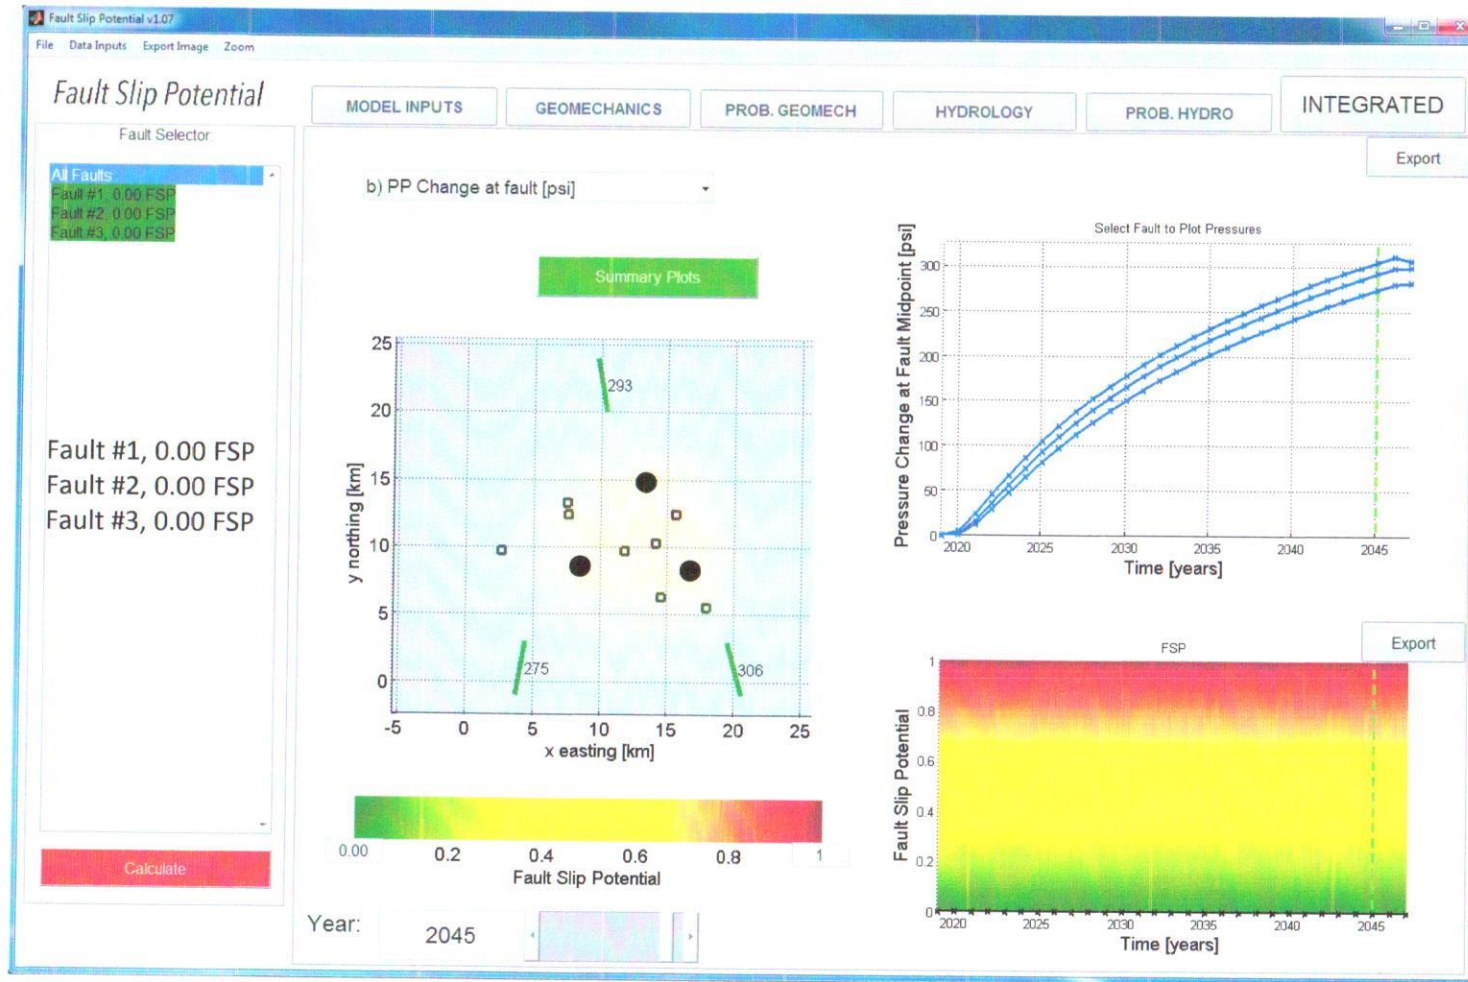 Fault Slip Potential v1.07
File Data Inputs Export Image Zoom
Fault Slip Potential
MODEL INPUTS GEOMECHANICS PROB. GEOMECH HYDROLOGY PROB. HYDRO INTEGRATED
Fault Selector:
All Faults
Fault #1, 0.00 FSP
Fault #2, 0.00 FSP
Fault #3, 0.00 FSP
Fault #1, 0.00 FSP
Fault #2, 0.00 FSP
Fault #3, 0.00 FSP
Calculate
b) PP Change at fault [psi]
Summary Plots
25
20
15
10
5
0
y northing [km]
293
275
306
-5 0 5 10 15 20 25
x easting [km]
0.00 0.2 0.4 0.6 0.8 1
Fault Slip Potential
Year: 2045
Export
Select Fault to Plot Pressures
Pressure Change at Fault Midpoint [psi]
300
250
200
150
100
50
0
2020 2025 2030 2035 2040 2045
Time [years]
Export
FSP
Fault Slip Potential
1
0.8
0.6
0.4
0.2
0
2020 2025 2030 2035 2040 2045
Time [years]